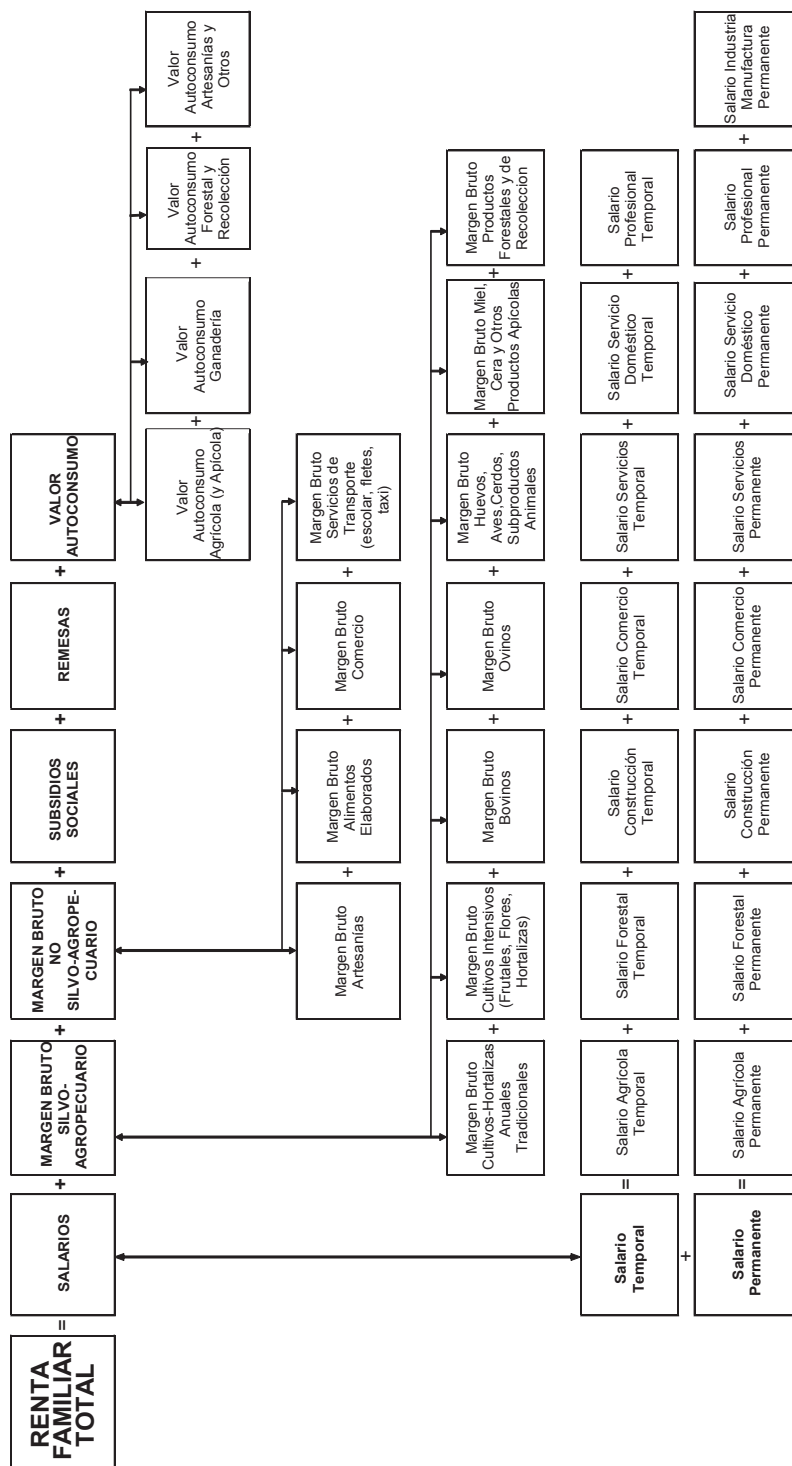 RENTA
FAMILIAR
TOTAL
=
SALARIOS
+
MARGEN BRUTO
SILVO-
AGROPECUARIO
+
MARGEN BRUTO
NO
SILVO-AGROPE-
CUARIO
+
SUBSIDIOS
SOCIALES
+
REMESAS
+
VALOR
AUTOCONSUMO
Valor
Autoconsumo
Agrícola (y Apícola)
+
Valor
Autoconsumo
Ganadería
+
Valor
Autoconsumo
Forestal y
Recolección
+
Valor
Autoconsumo
Artesanías y
Otros
Margen Bruto
Artesanías
+
Margen Bruto
Alimentos
Elaborados
+
Margen Bruto
Comercio
+
Margen Bruto
Servicios de
Transporte
(escolar, fletes,
taxi)
Margen Bruto
Cultivos-Hortalizas
Anuales
Tradicionales
+
Margen Bruto
Cultivos Intensivos
(Frutales, Flores,
Hortalizas)
+
Margen Bruto
Bovinos
+
Margen Bruto
Ovinos
+
Margen Bruto
Huevos,
Aves,Cerdos,
Subproductos
Animales
+
Margen Bruto Miel,
Cera y Otros
Productos Apícolas
+
Margen Bruto
Productos
Forestales y de
Recoleccion
Salario
Temporal
=
Salario Agrícola
Temporal
+
Salario Forestal
Temporal
+
Salario
Construcción
Temporal
+
Salario Comercio
Temporal
+
Salario Servicios
Temporal
+
Salario Servicio
Doméstico
Temporal
+
Salario
Profesional
Temporal
+
Salario
Permanente
=
Salario Agrícola
Permanente
+
Salario Forestal
Permanente
+
Salario
Construcción
Permanente
+
Salario Comercio
Permanente
+
Salario Servicios
Permanente
+
Salario Servicio
Doméstico
Permanente
+
Salario
Profesional
Permanente
+
Salario Industria
Manufactura
Permanente